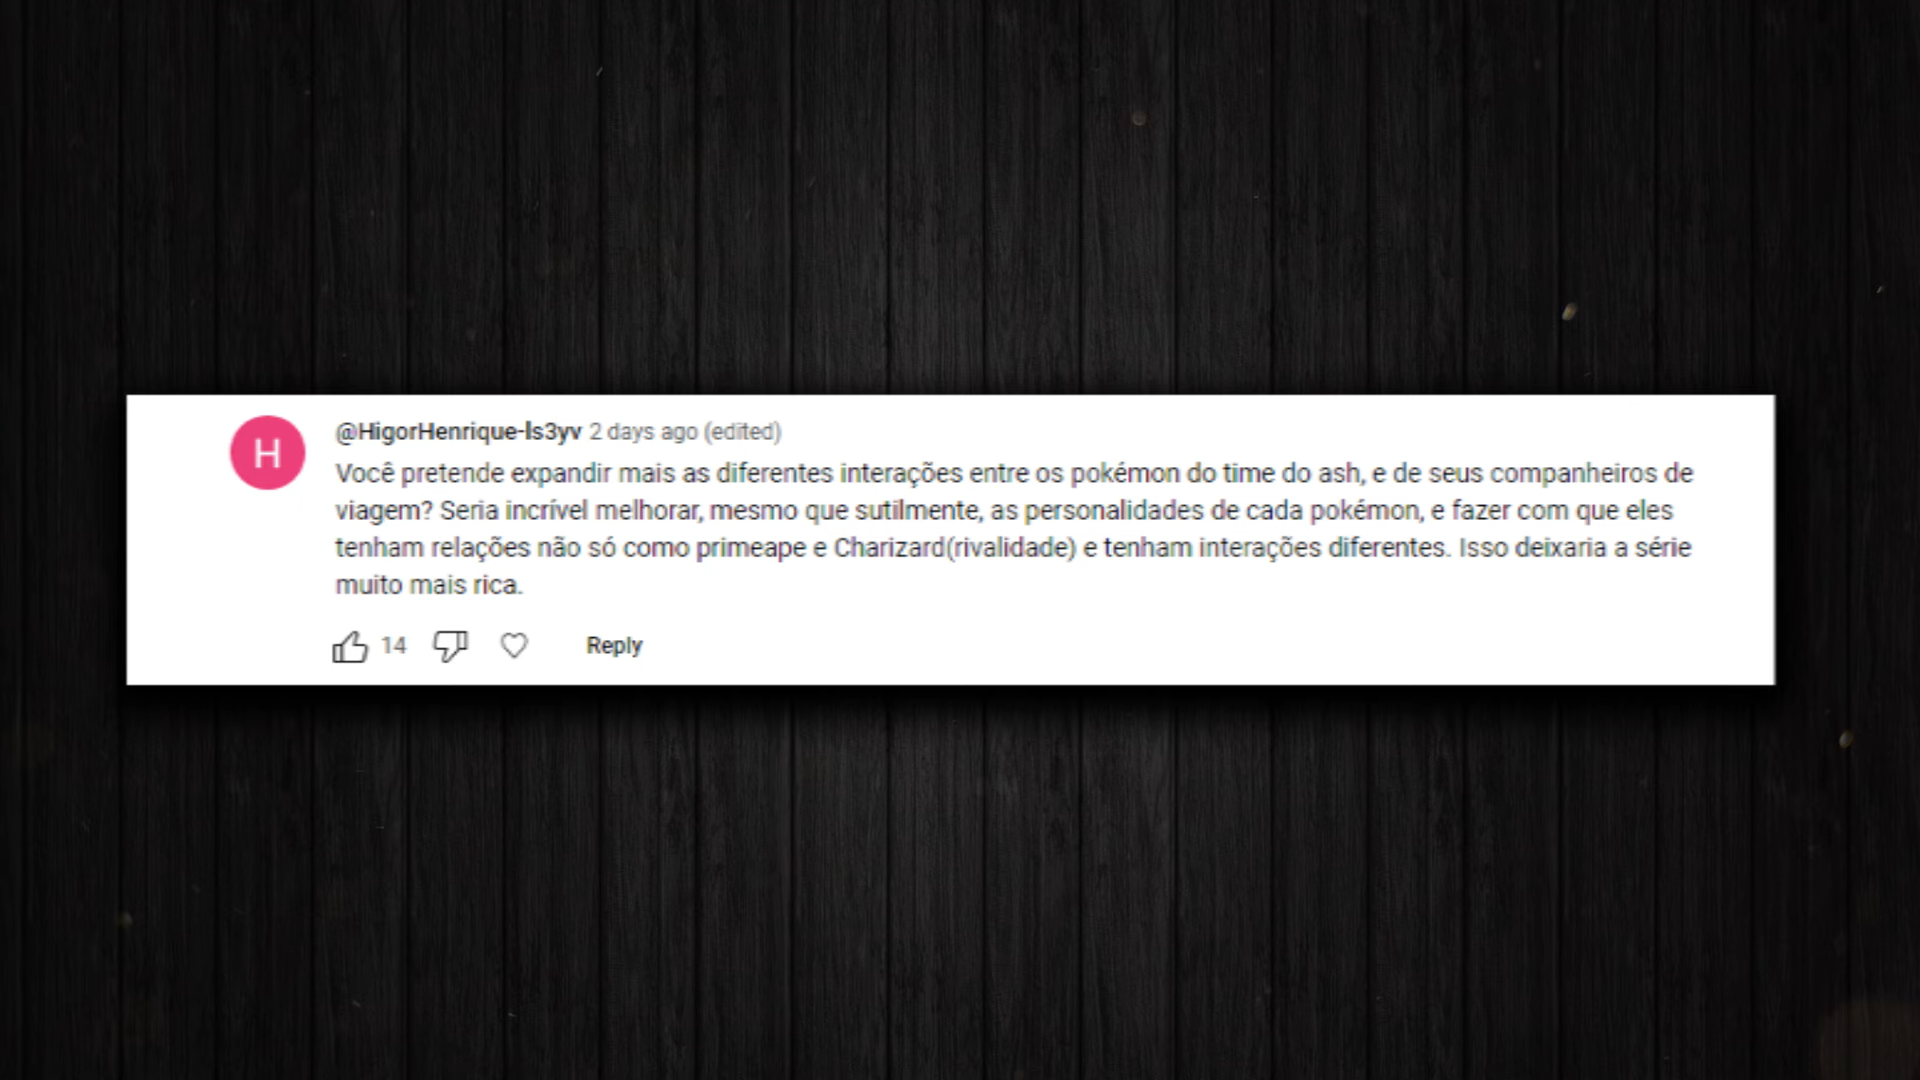 H
@HigorHenrique-ls3yv 2 days ago (edited)
Você pretende expandir mais as diferentes interações entre os pokémon do time do ash, e de seus companheiros de
viagem? Seria incrível melhorar, mesmo que sutilmente, as personalidades de cada pokémon, e fazer com que eles
tenham relações não só como primeape e Charizard(rivalidade) e tenham interações diferentes. Isso deixaria a série
muito mais rica.
14 Reply